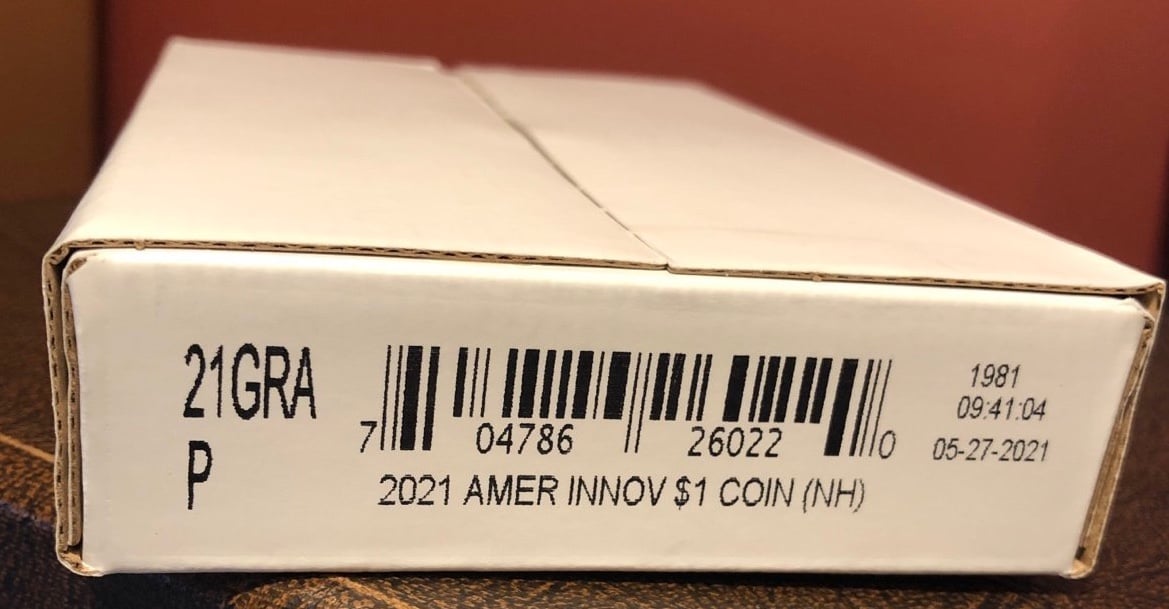 21GRA
P
7 04786 26022 0
2021 AMER INNOV $1 COIN (NH)
1981
09:41:04
05-27-2021